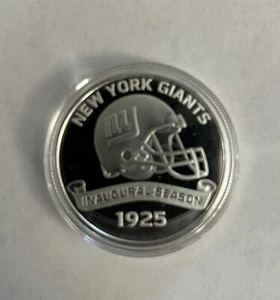 NEW YORK GIANTS
ny
INAUGURAL SEASON
1925